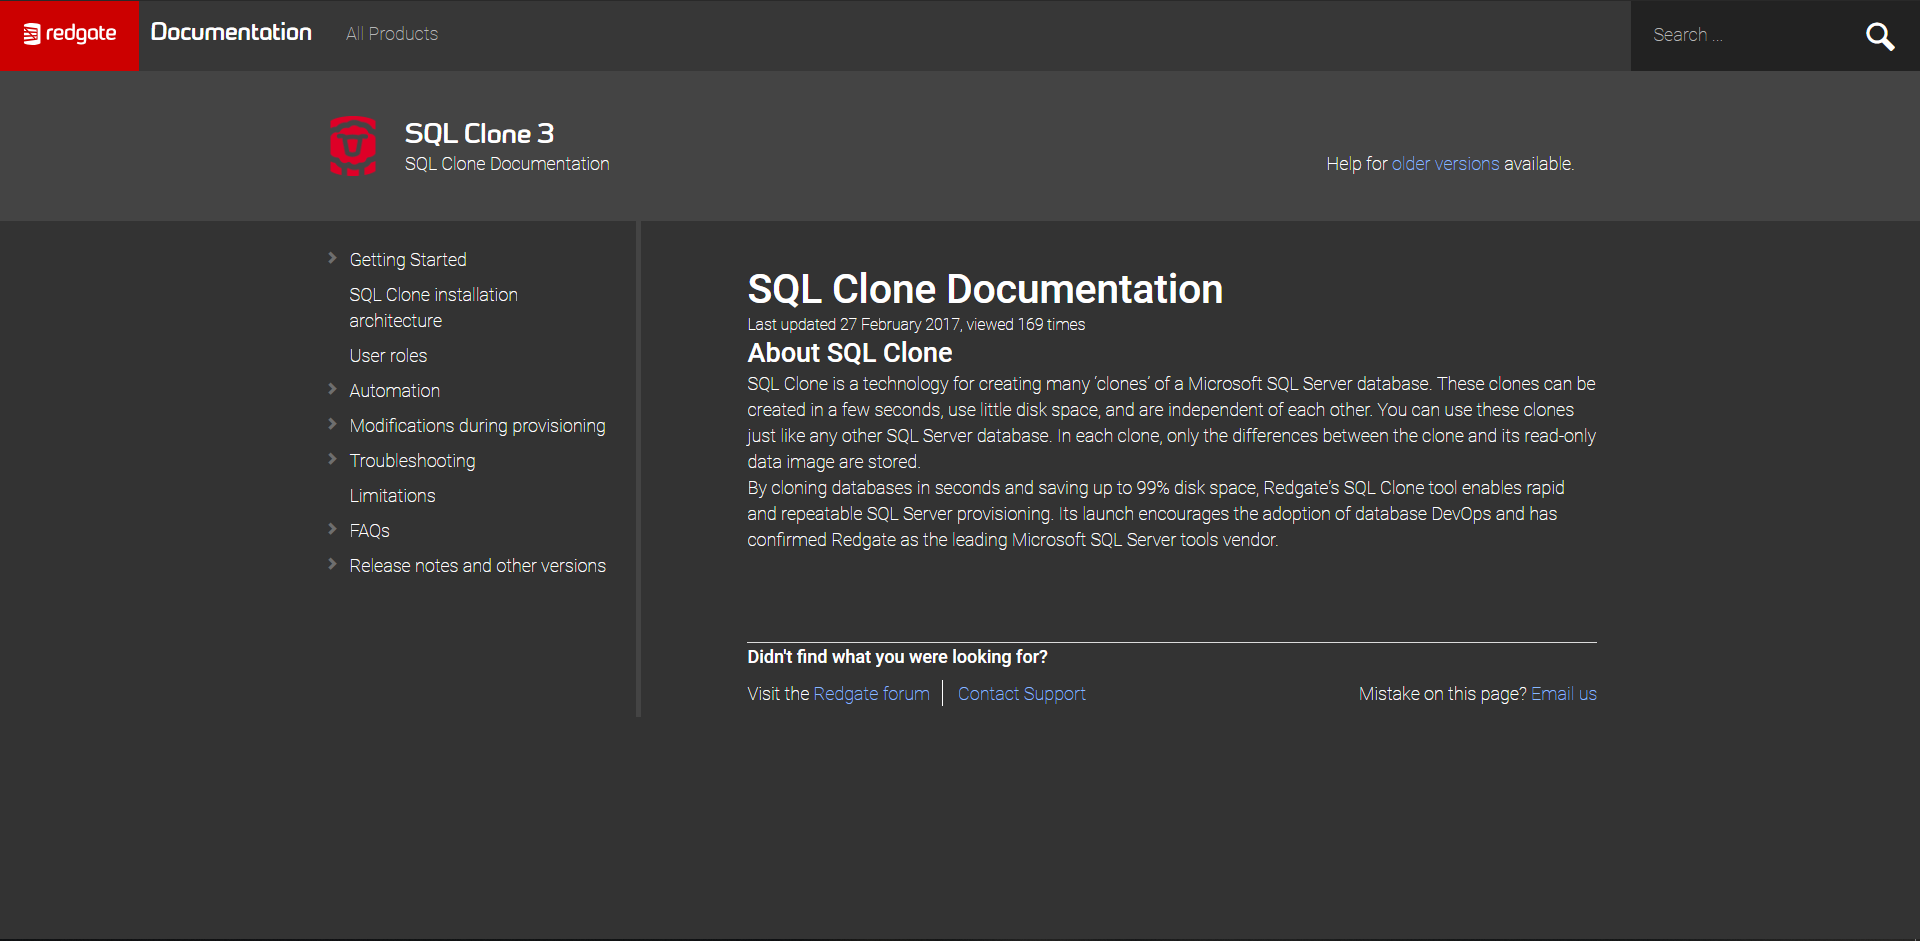 redgate Documentation All Products Search ...
SQL Clone 3
SQL Clone Documentation
Help for older versions available.
Getting Started
SQL Clone installation
architecture
User roles
Automation
Modifications during provisioning
Troubleshooting
Limitations
FAQs
Release notes and other versions
SQL Clone Documentation
Last updated 27 February 2017, viewed 169 times
About SQL Clone
SQL Clone is a technology for creating many ‘clones’ of a Microsoft SQL Server database. These clones can be
created in a few seconds, use little disk space, and are independent of each other. You can use these clones
just like any other SQL Server database. In each clone, only the differences between the clone and its read-only
data image are stored.
By cloning databases in seconds and saving up to 99% disk space, Redgate’s SQL Clone tool enables rapid
and repeatable SQL Server provisioning. Its launch encourages the adoption of database DevOps and has
confirmed Redgate as the leading Microsoft SQL Server tools vendor.
Didn't find what you were looking for?
Visit the Redgate forum Contact Support Mistake on this page? Email us